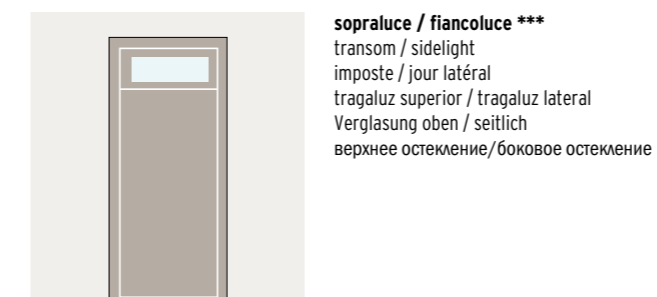 sopraluce / fiancoluce ***
transom / sidelight
imposte / jour latéral
tragaluz superior / tragaluz lateral
Verglasung oben / seitlich
верхнее остекление/боковое остекление